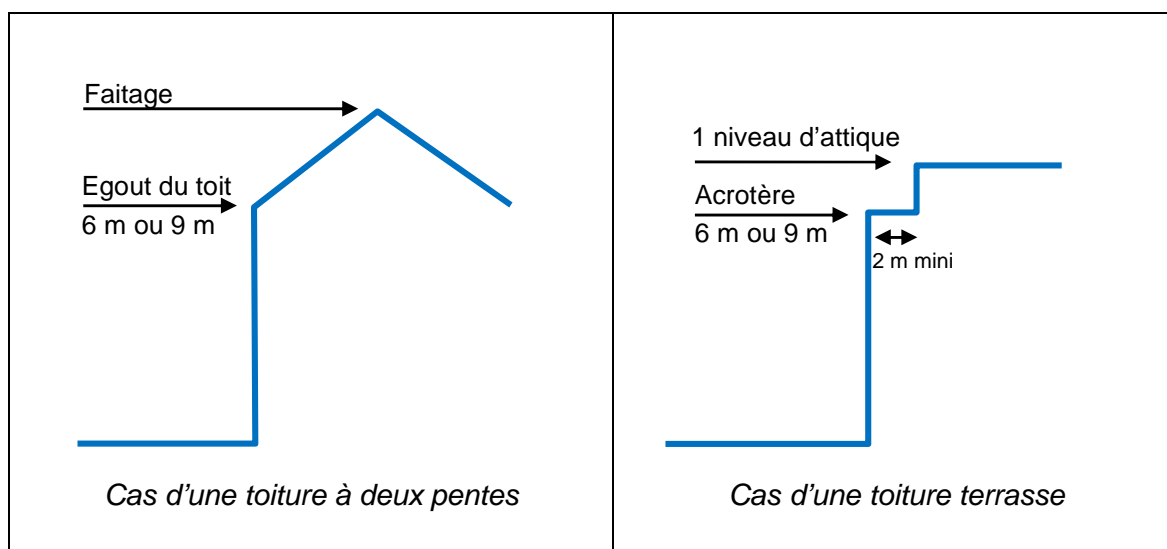 Faitage
Egout du toit
6 m ou 9 m
Cas d’une toiture à deux pentes
1 niveau d’attique
Acrotère
6 m ou 9 m
2 m mini
Cas d’une toiture terrasse